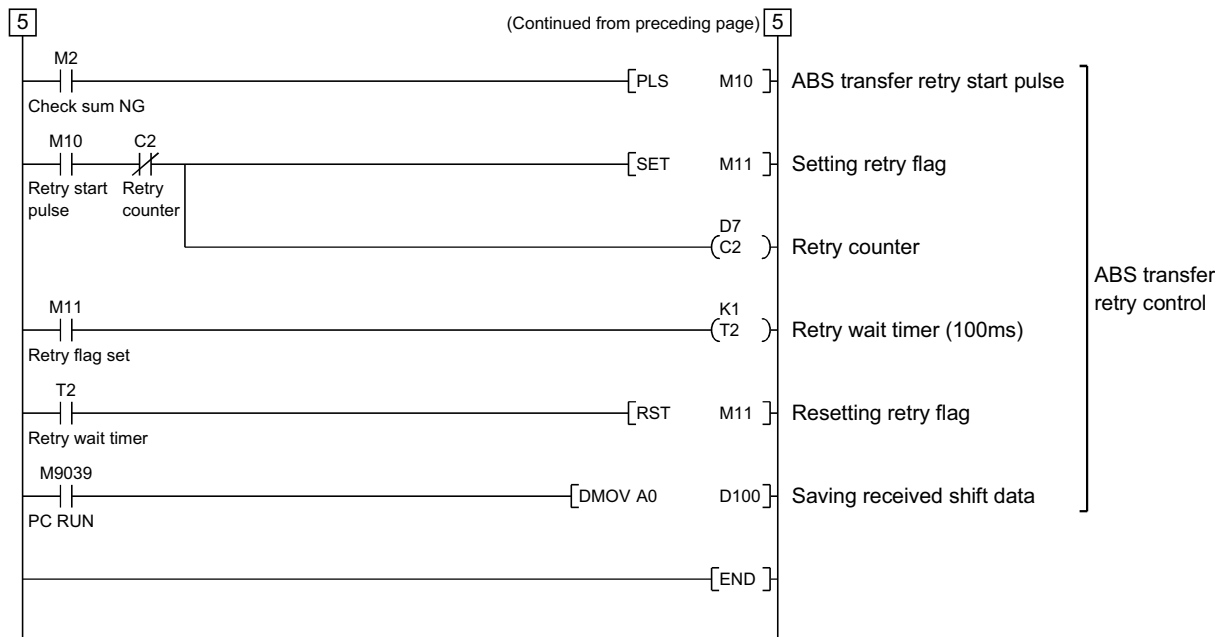 5 (Continued from preceding page) 5
M2
PLS M10 ABS transfer retry start pulse
Check sum NG
M10 C2
SET M11 Setting retry flag
Retry start Retry
pulse counter
D7
C2 Retry counter
ABS transfer
retry control
M11 K1
T2 Retry wait timer (100ms)
Retry flag set
T2
RST M11 Resetting retry flag
Retry wait timer
M9039
DMOV A0 D100 Saving received shift data
PC RUN
END